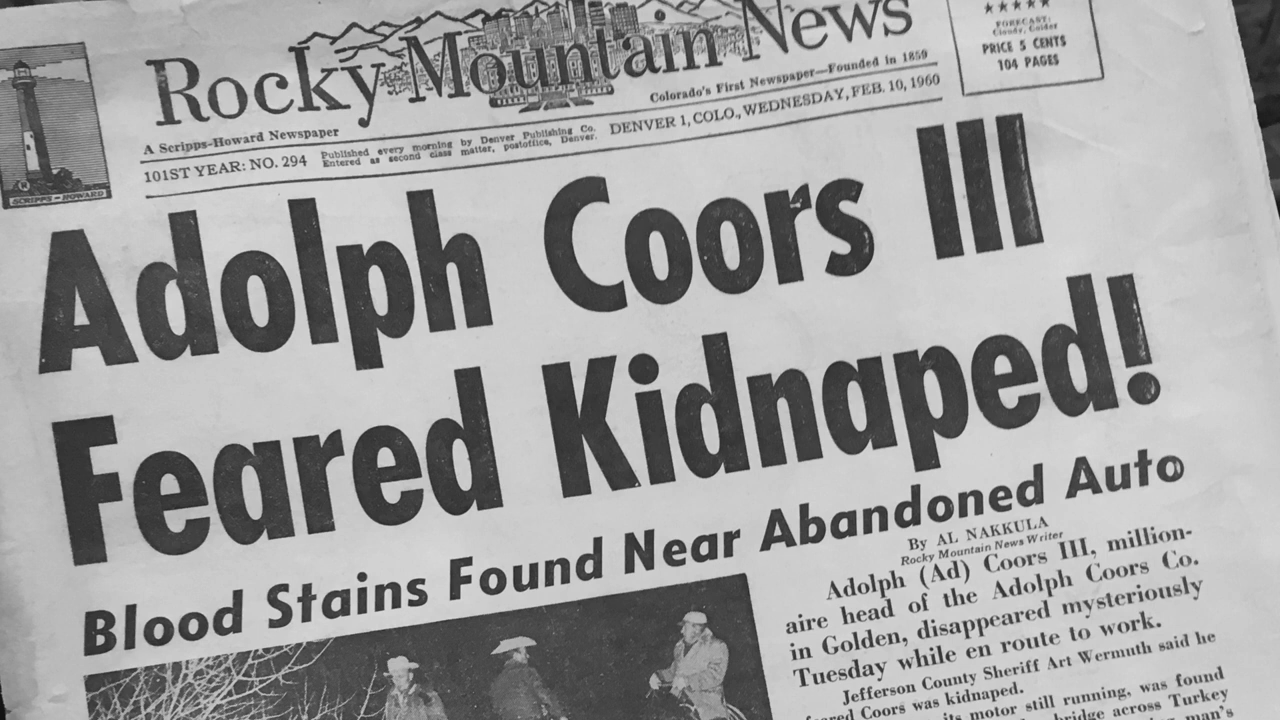 Rocky Mountain News
★★★★★
FORECAST:
Cloudy, Colder
PRICE 5 CENTS
104 PAGES
SCRIPPS - HOWARD
Colorado's First Newspaper—Founded in 1859
A Scripps-Howard Newspaper
101ST YEAR: NO. 294
Published every morning by Denver Publishing Co.
Entered as second class matter, postoffice, Denver.
DENVER 1, COLO., WEDNESDAY, FEB. 10, 1960
Adolph Coors III
Feared Kidnaped!
Blood Stains Found Near Abandoned Auto
By AL NAKKULA
Rocky Mountain News Writer
Adolph (Ad) Coors III, million-
aire head of the Adolph Coors Co.
in Golden, disappeared mysteriously
Tuesday while en route to work.
Jefferson County Sheriff Art Wermuth said he
feared Coors was kidnaped.
its motor still running, was found
bridge across Turkey